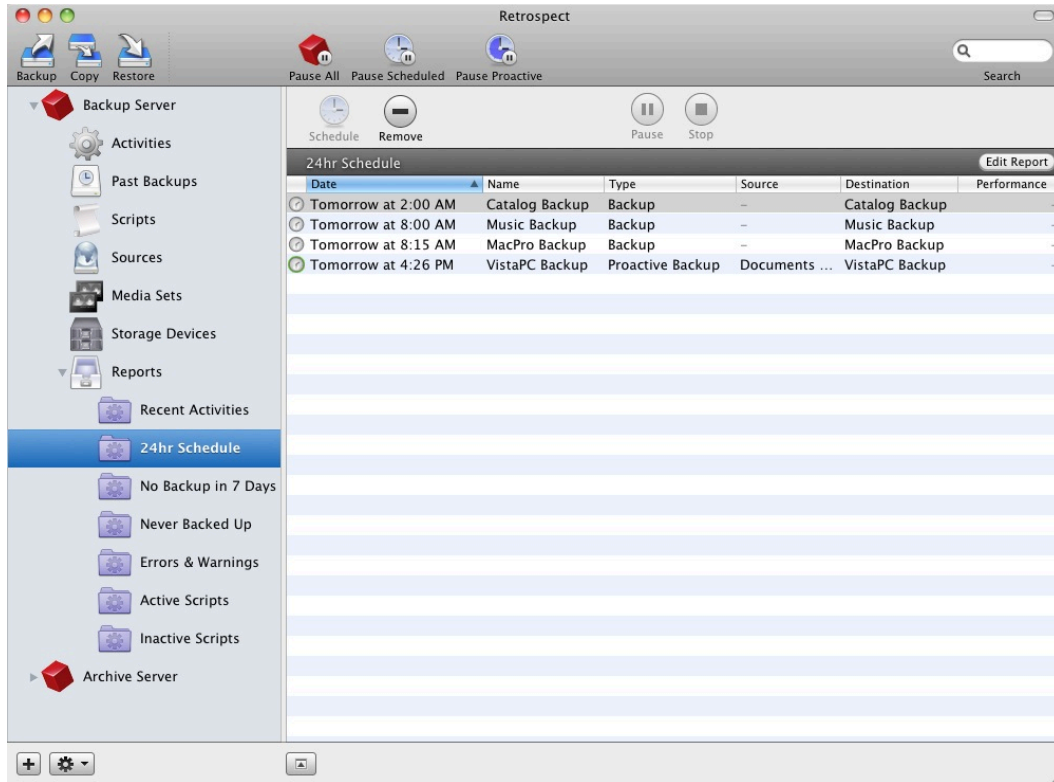 Retrospect
Backup Copy Restore Pause All Pause Scheduled Pause Proactive Search
Backup Server
Activities
Past Backups
Scripts
Sources
Media Sets
Storage Devices
Reports
Recent Activities
24hr Schedule
No Backup in 7 Days
Never Backed Up
Errors & Warnings
Active Scripts
Inactive Scripts
Archive Server
Schedule Remove Pause Stop
24hr Schedule Edit Report
Date Name Type Source Destination Performance
Tomorrow at 2:00 AM Catalog Backup Backup – Catalog Backup -
Tomorrow at 8:00 AM Music Backup Backup – Music Backup -
Tomorrow at 8:15 AM MacPro Backup Backup – MacPro Backup -
Tomorrow at 4:26 PM VistaPC Backup Proactive Backup Documents ... VistaPC Backup -